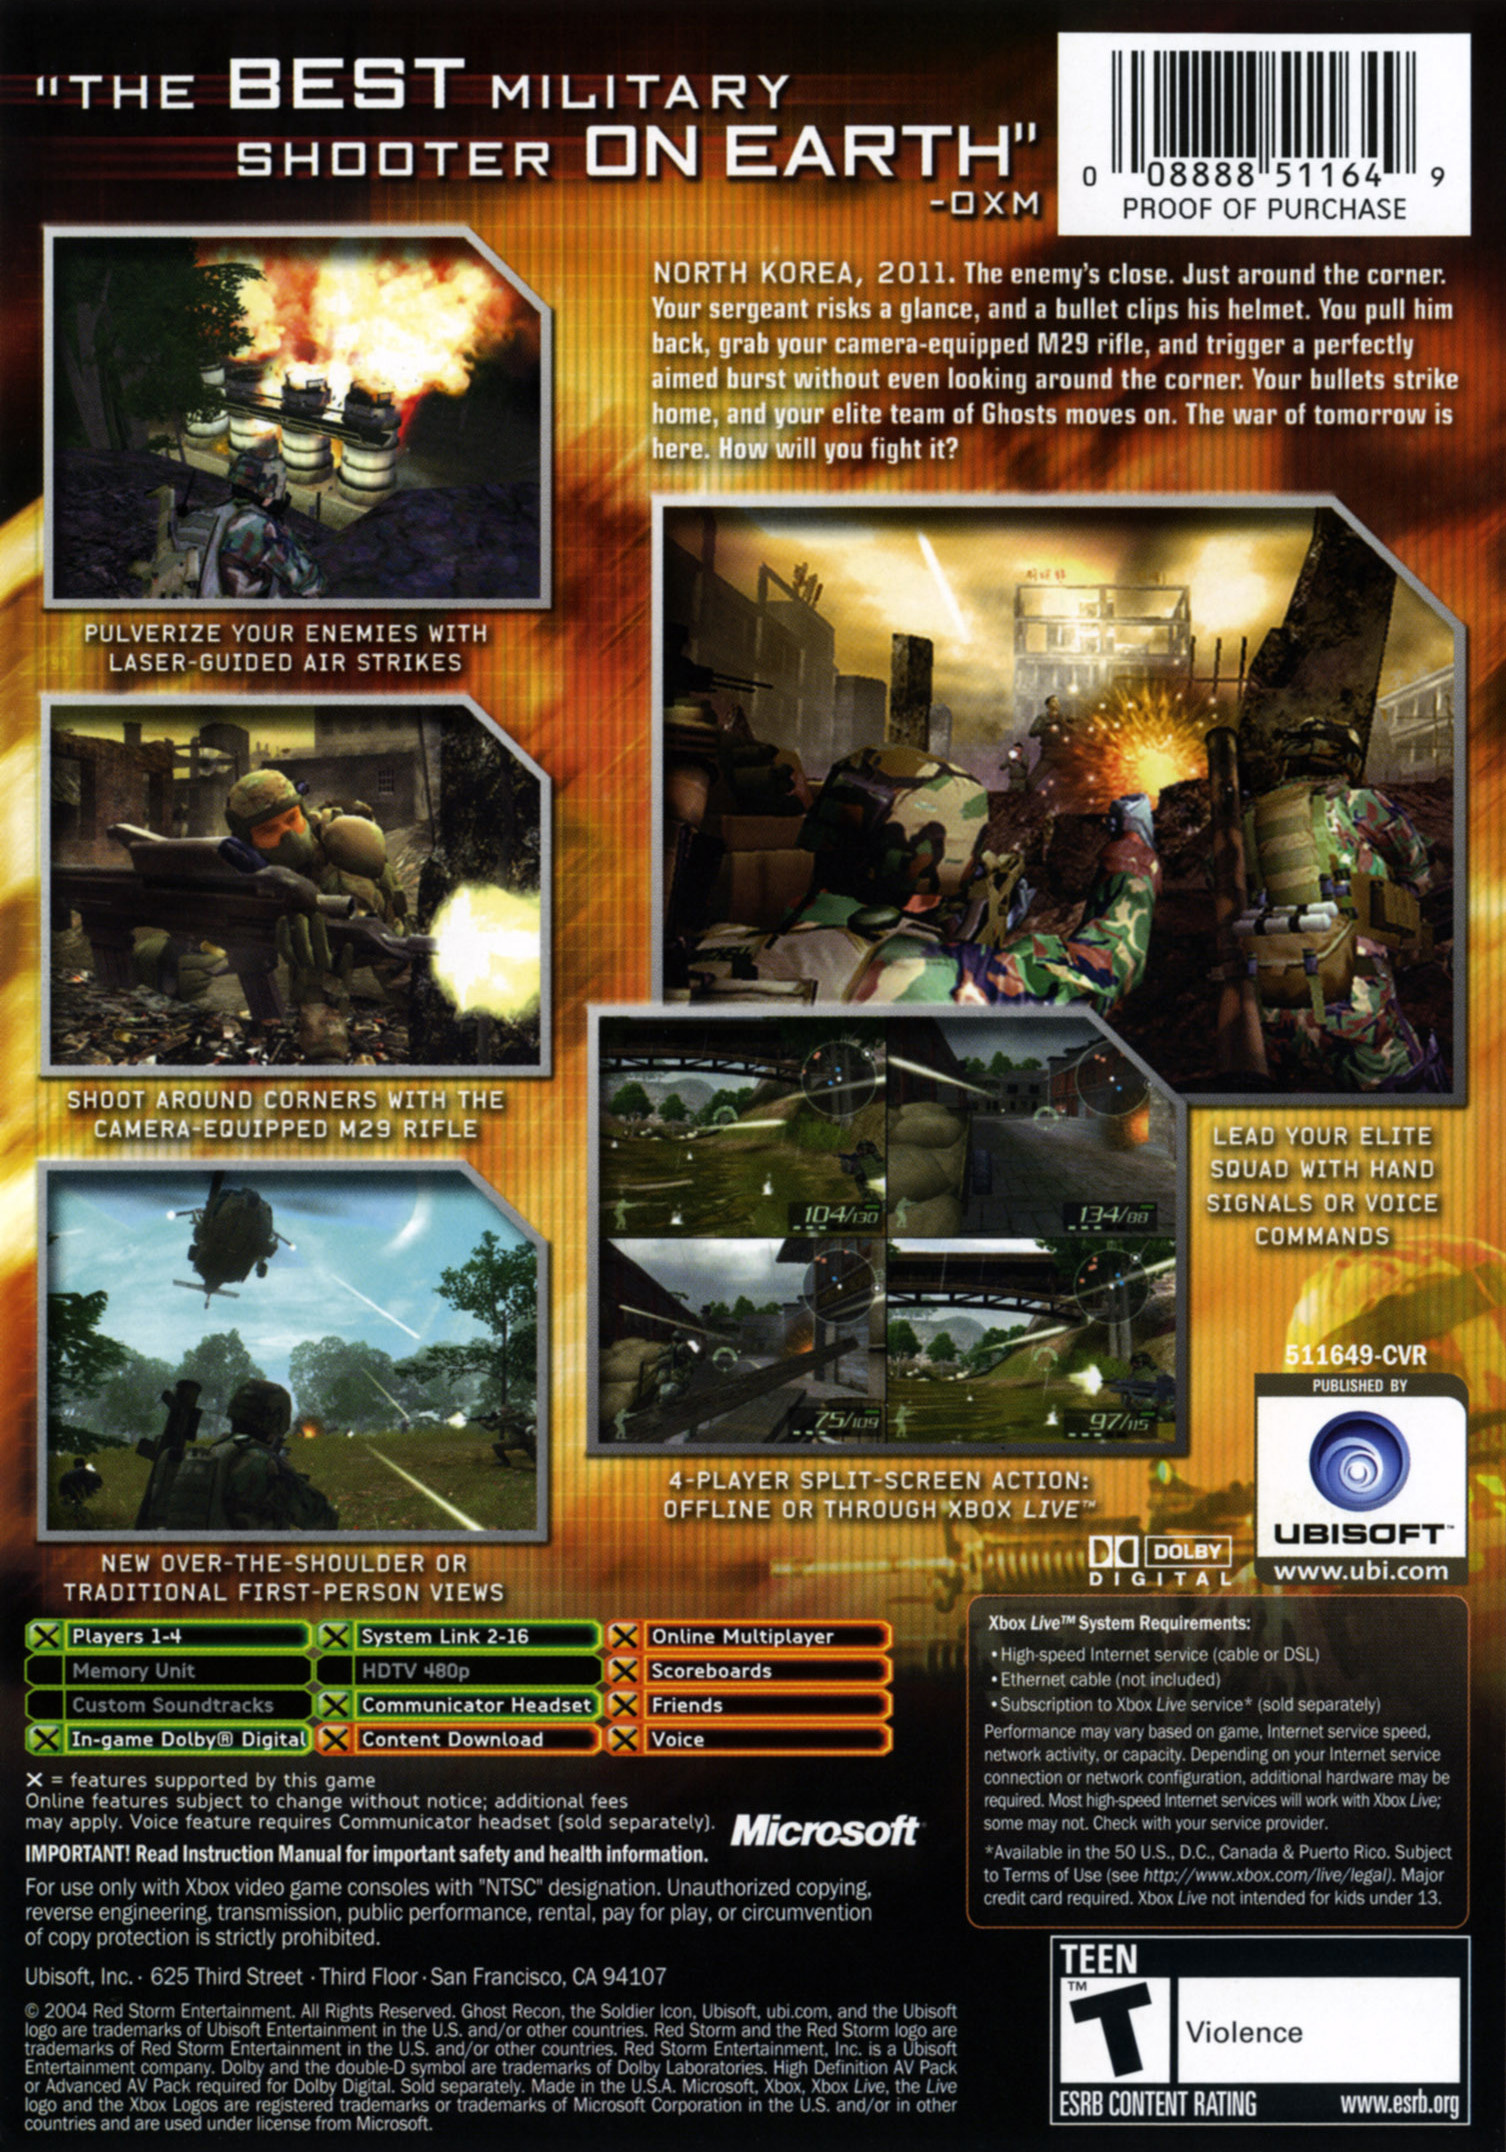 "THE BEST MILITARY
SHOOTER ON EARTH"
-OXM
0 08888 51164 9
PROOF OF PURCHASE
NORTH KOREA, 2011. The enemy's close. Just around the corner.
Your sergeant risks a glance, and a bullet clips his helmet. You pull him
back, grab your camera-equipped M29 rifle, and trigger a perfectly
aimed burst without even looking around the corner. Your bullets strike
home, and your elite team of Ghosts moves on. The war of tomorrow is
here. How will you fight it?
PULVERIZE YOUR ENEMIES WITH
LASER-GUIDED AIR STRIKES
SHOOT AROUND CORNERS WITH THE
CAMERA-EQUIPPED M29 RIFLE
LEAD YOUR ELITE
SQUAD WITH HAND
SIGNALS OR VOICE
COMMANDS
104/130
134/88
75/109
97/115
4-PLAYER SPLIT-SCREEN ACTION:
OFFLINE OR THROUGH XBOX LIVE™
NEW OVER-THE-SHOULDER OR
TRADITIONAL FIRST-PERSON VIEWS
511649-CVR
PUBLISHED BY
UBISOFT™
www.ubi.com
DOLBY
DIGITAL
Players 1-4
System Link 2-16
Online Multiplayer
Memory Unit
HDTV 480p
Scoreboards
Custom Soundtracks
Communicator Headset
Friends
In-game Dolby® Digital
Content Download
Voice
X = features supported by this game
Online features subject to change without notice; additional fees
may apply. Voice feature requires Communicator headset (sold separately).
Microsoft
IMPORTANT! Read Instruction Manual for important safety and health information.
For use only with Xbox video game consoles with "NTSC" designation. Unauthorized copying,
reverse engineering, transmission, public performance, rental, pay for play, or circumvention
of copy protection is strictly prohibited.
Ubisoft, Inc. · 625 Third Street · Third Floor · San Francisco, CA 94107
© 2004 Red Storm Entertainment. All Rights Reserved. Ghost Recon, the Soldier Icon, Ubisoft, ubi.com, and the Ubisoft
logo are trademarks of Ubisoft Entertainment in the U.S. and/or other countries. Red Storm and the Red Storm logo are
trademarks of Red Storm Entertainment in the U.S. and/or other countries. Red Storm Entertainment, Inc. is a Ubisoft
Entertainment company. Dolby and the double-D symbol are trademarks of Dolby Laboratories. High Definition AV Pack
or Advanced AV Pack required for Dolby Digital. Sold separately. Made in the U.S.A. Microsoft, Xbox, Xbox Live, the Live
logo and the Xbox Logos are registered trademarks or trademarks of Microsoft Corporation in the U.S. and/or in other
countries and are used under license from Microsoft.
Xbox Live™ System Requirements:
• High-speed Internet service (cable or DSL)
• Ethernet cable (not included)
• Subscription to Xbox Live service* (sold separately)
Performance may vary based on game, Internet service speed,
network activity, or capacity. Depending on your Internet service
connection or network configuration, additional hardware may be
required. Most high-speed Internet services will work with Xbox Live;
some may not. Check with your service provider.
*Available in the 50 U.S., D.C., Canada & Puerto Rico. Subject
to Terms of Use (see http://www.xbox.com/live/legal). Major
credit card required. Xbox Live not intended for kids under 13.
TEEN
T™
Violence
ESRB CONTENT RATING
www.esrb.org